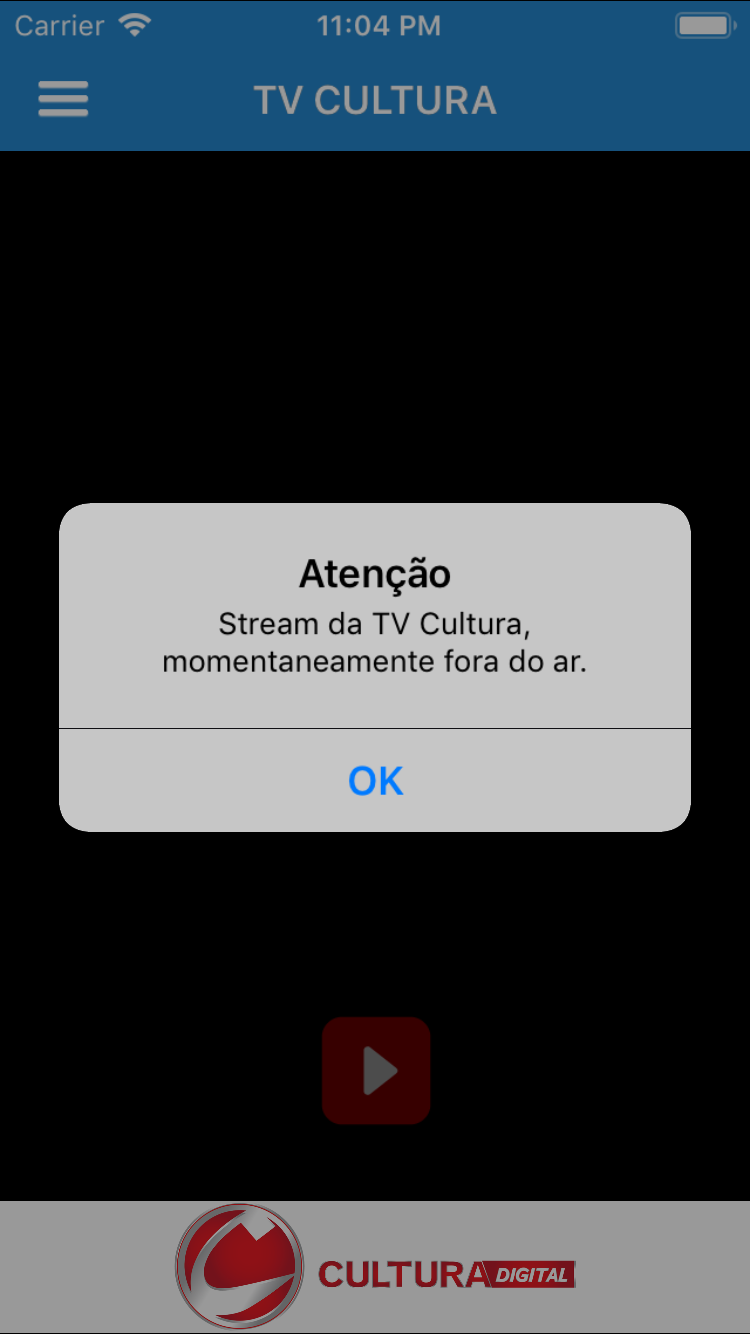 Carrier 11:04 PM
TV CULTURA
Atenção
Stream da TV Cultura,
momentaneamente fora do ar.
OK
CULTURA DIGITAL